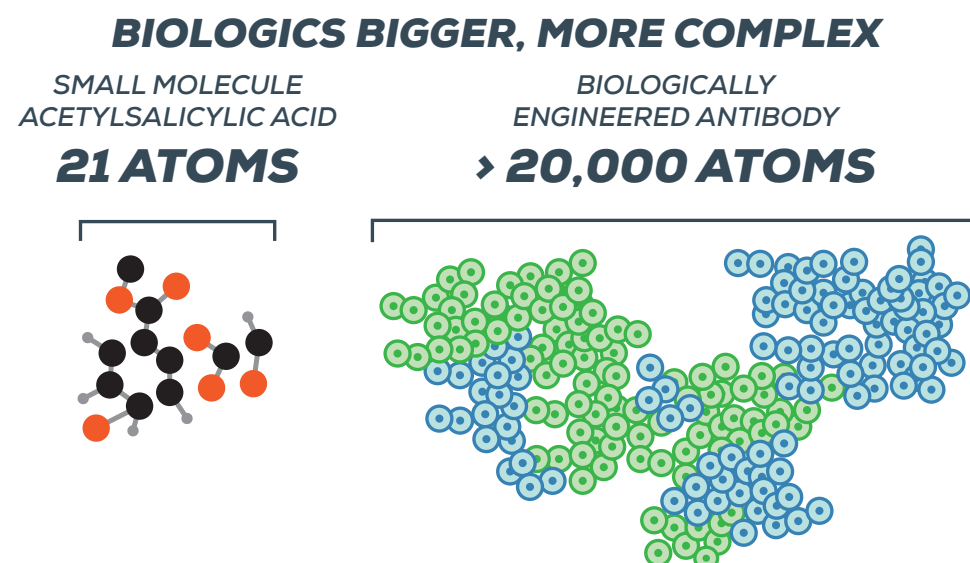 BIOLOGICS BIGGER, MORE COMPLEX
SMALL MOLECULE
ACETYLSALICYLIC ACID
21 ATOMS
BIOLOGICALLY
ENGINEERED ANTIBODY
> 20,000 ATOMS